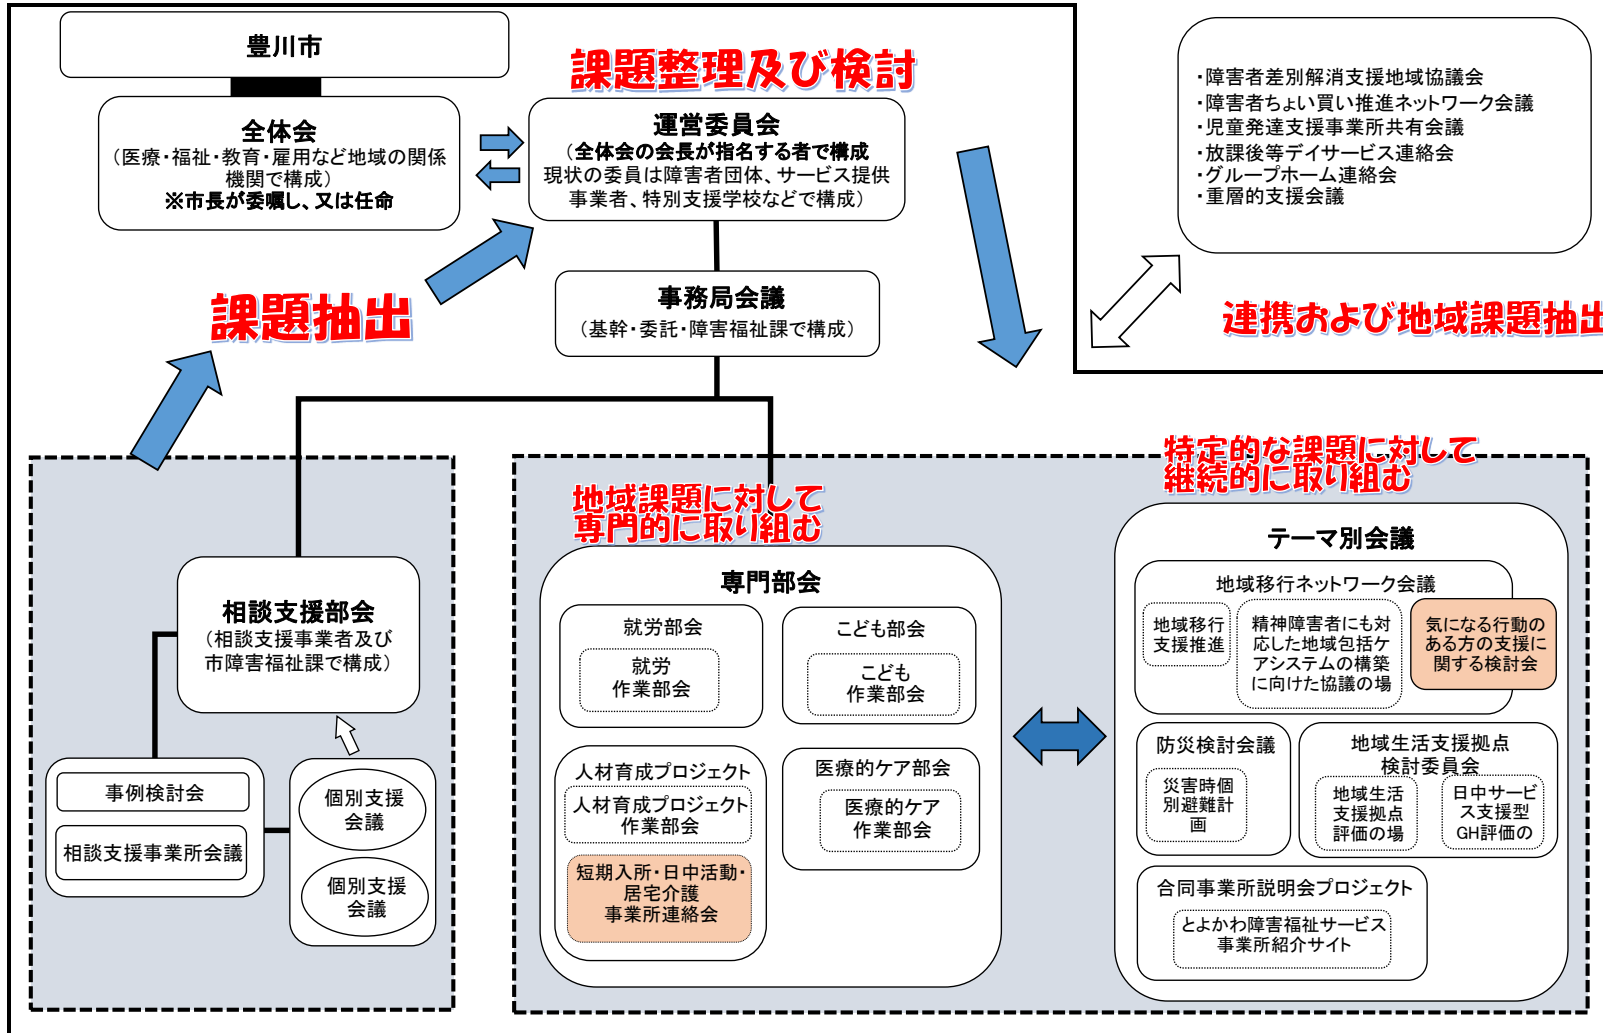 豊川市
課題整理及び検討
全体会
(医療・福祉・教育・雇用など地域の関係
機関で構成)
※市長が委嘱し、又は任命
運営委員会
(全体会の会長が指名する者で構成
現状の委員は障害者団体、サービス提供
事業者、特別支援学校などで構成)
・障害者差別解消支援地域協議会
・障害者ちょい買い推進ネットワーク会議
・児童発達支援事業所共有会議
・放課後等デイサービス連絡会
・グループホーム連絡会
・重層的支援会議
課題抽出
事務局会議
(基幹・委託・障害福祉課で構成)
連携および地域課題抽出
地域課題に対して
専門的に取り組む
特定的な課題に対して
継続的に取り組む
相談支援部会
(相談支援事業者及び
市障害福祉課で構成)
事例検討会
相談支援事業所会議
個別支援
会議
個別支援
会議
専門部会
就労部会
就労
作業部会
こども部会
こども
作業部会
人材育成プロジェクト
人材育成プロジェクト
作業部会
短期入所・日中活動・
居宅介護
事業所連絡会
医療的ケア部会
医療的ケア
作業部会
テーマ別会議
地域移行ネットワーク会議
地域移行
支援推進
精神障害者にも対
応した地域包括ケ
アシステムの構築
に向けた協議の場
気になる行動の
ある方の支援に
関する検討会
防災検討会議
災害時個
別避難計
画
地域生活支援拠点
検討委員会
地域生活
支援拠点
評価の場
日中サービ
ス支援型
GH評価の
合同事業所説明会プロジェクト
とよかわ障害福祉サービス
事業所紹介サイト